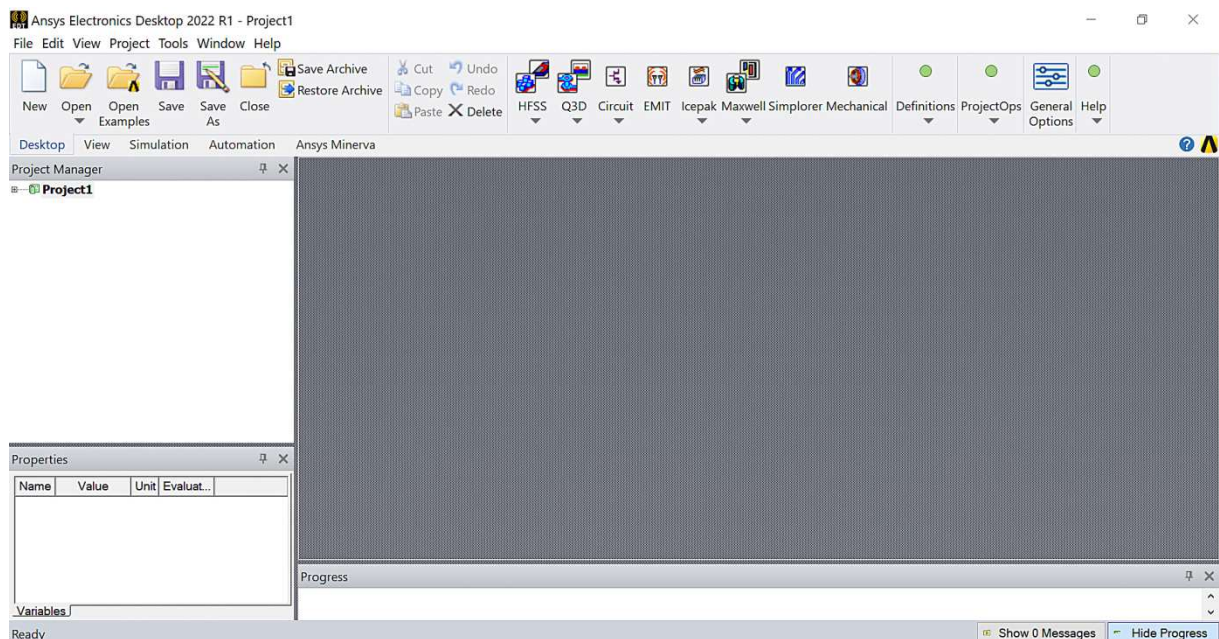 EDT Ansys Electronics Desktop 2022 R1 - Project1
File Edit View Project Tools Window Help
New
Open
Open Examples
Save
Save As
Close
Save Archive
Restore Archive
Cut
Copy
Paste
Undo
Redo
Delete
HFSS
Q3D
Circuit
EMIT
Icepak
Maxwell
Simplorer
Mechanical
Definitions
ProjectOps
General Options
Help
Desktop View Simulation Automation Ansys Minerva
Project Manager
Project1
Properties
Name Value Unit Evaluat...
Variables
Progress
Ready
Show 0 Messages
Hide Progress